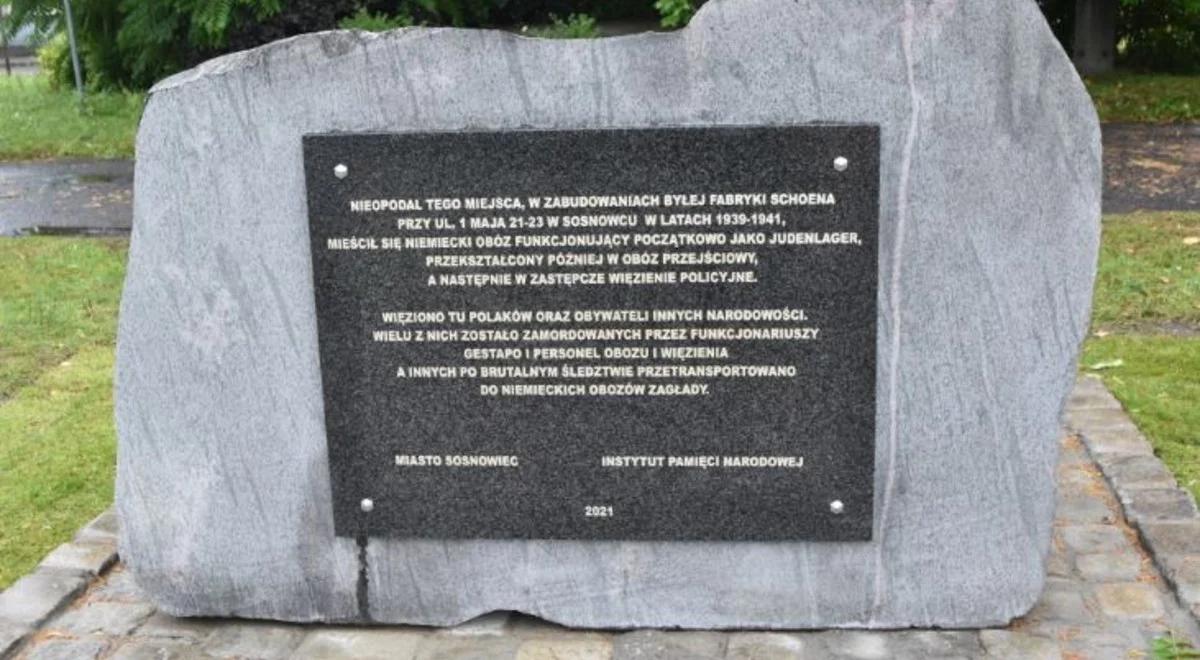 NIEOPODAL TEGO MIEJSCA, W ZABUDOWANIACH BYŁEJ FABRYKI SCHOENA
PRZY UL. 1 MAJA 21-23 W SOSNOWCU W LATACH 1939-1941,
MIEŚCIŁ SIĘ NIEMIECKI OBÓZ FUNKCJONUJĄCY POCZĄTKOWO JAKO JUDENLAGER,
PRZEKSZTAŁCONY PÓŹNIEJ W OBÓZ PRZEJŚCIOWY,
A NASTĘPNIE W ZASTĘPCZE WIĘZIENIE POLICYJNE.
WIĘZIONO TU POLAKÓW ORAZ OBYWATELI INNYCH NARODOWOŚCI.
WIELU Z NICH ZOSTAŁO ZAMORDOWANYCH PRZEZ FUNKCJONARIUSZY
GESTAPO I PERSONEL OBOZU I WIĘZIENIA
A INNYCH PO BRUTALNYM ŚLEDZTWIE PRZETRANSPORTOWANO
DO NIEMIECKICH OBOZÓW ZAGŁADY.
MIASTO SOSNOWIEC INSTYTUT PAMIĘCI NARODOWEJ
2021